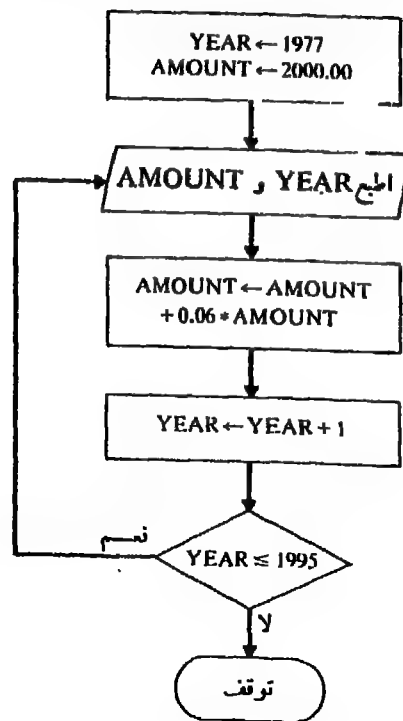 YEAR ← 1977
AMOUNT ← 2000.00
اطبع YEAR و AMOUNT
AMOUNT ← AMOUNT
+ 0.06 * AMOUNT
YEAR ← YEAR + 1
YEAR ≤ 1995
نعم
لا
توقف